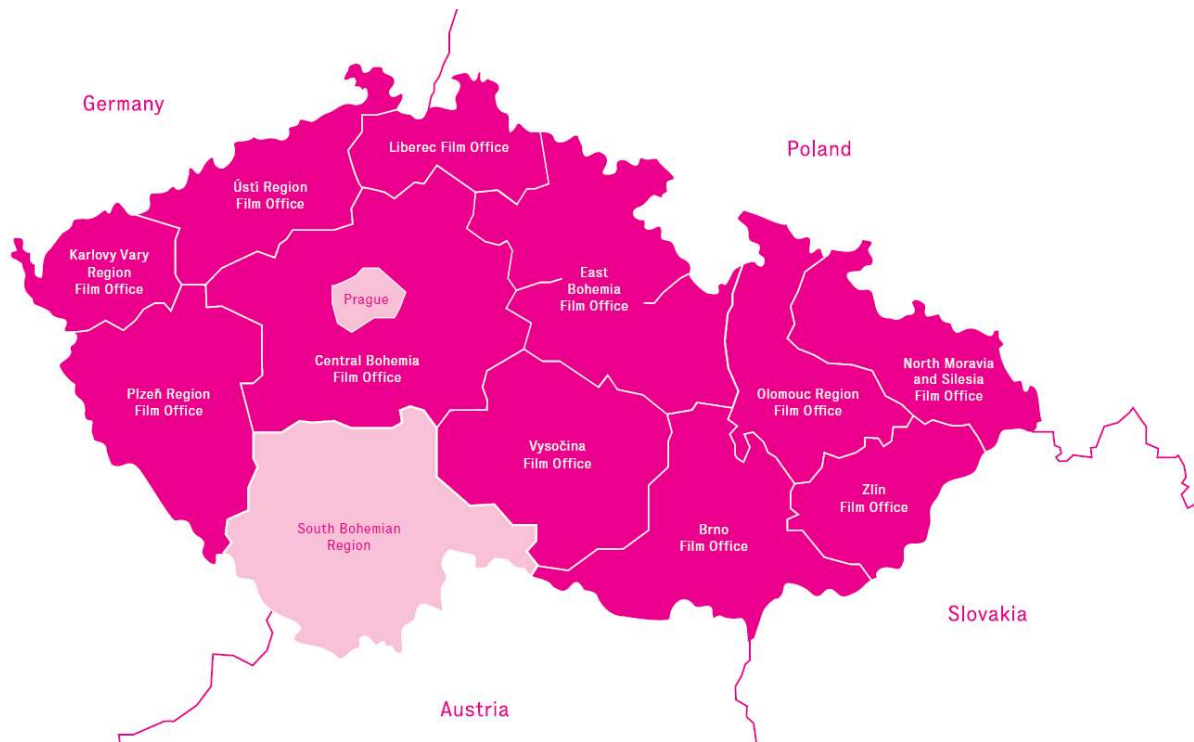 Germany
Poland
Liberec Film Office
Ústí Region
Film Office
Karlovy Vary
Region
Film Office
East
Bohemia
Film Office
Prague
Central Bohemia
Film Office
North Moravia
and Silesia
Film Office
Plzeň Region
Film Office
Olomouc Region
Film Office
Vysočina
Film Office
Zlín
Film Office
South Bohemian
Region
Brno
Film Office
Slovakia
Austria